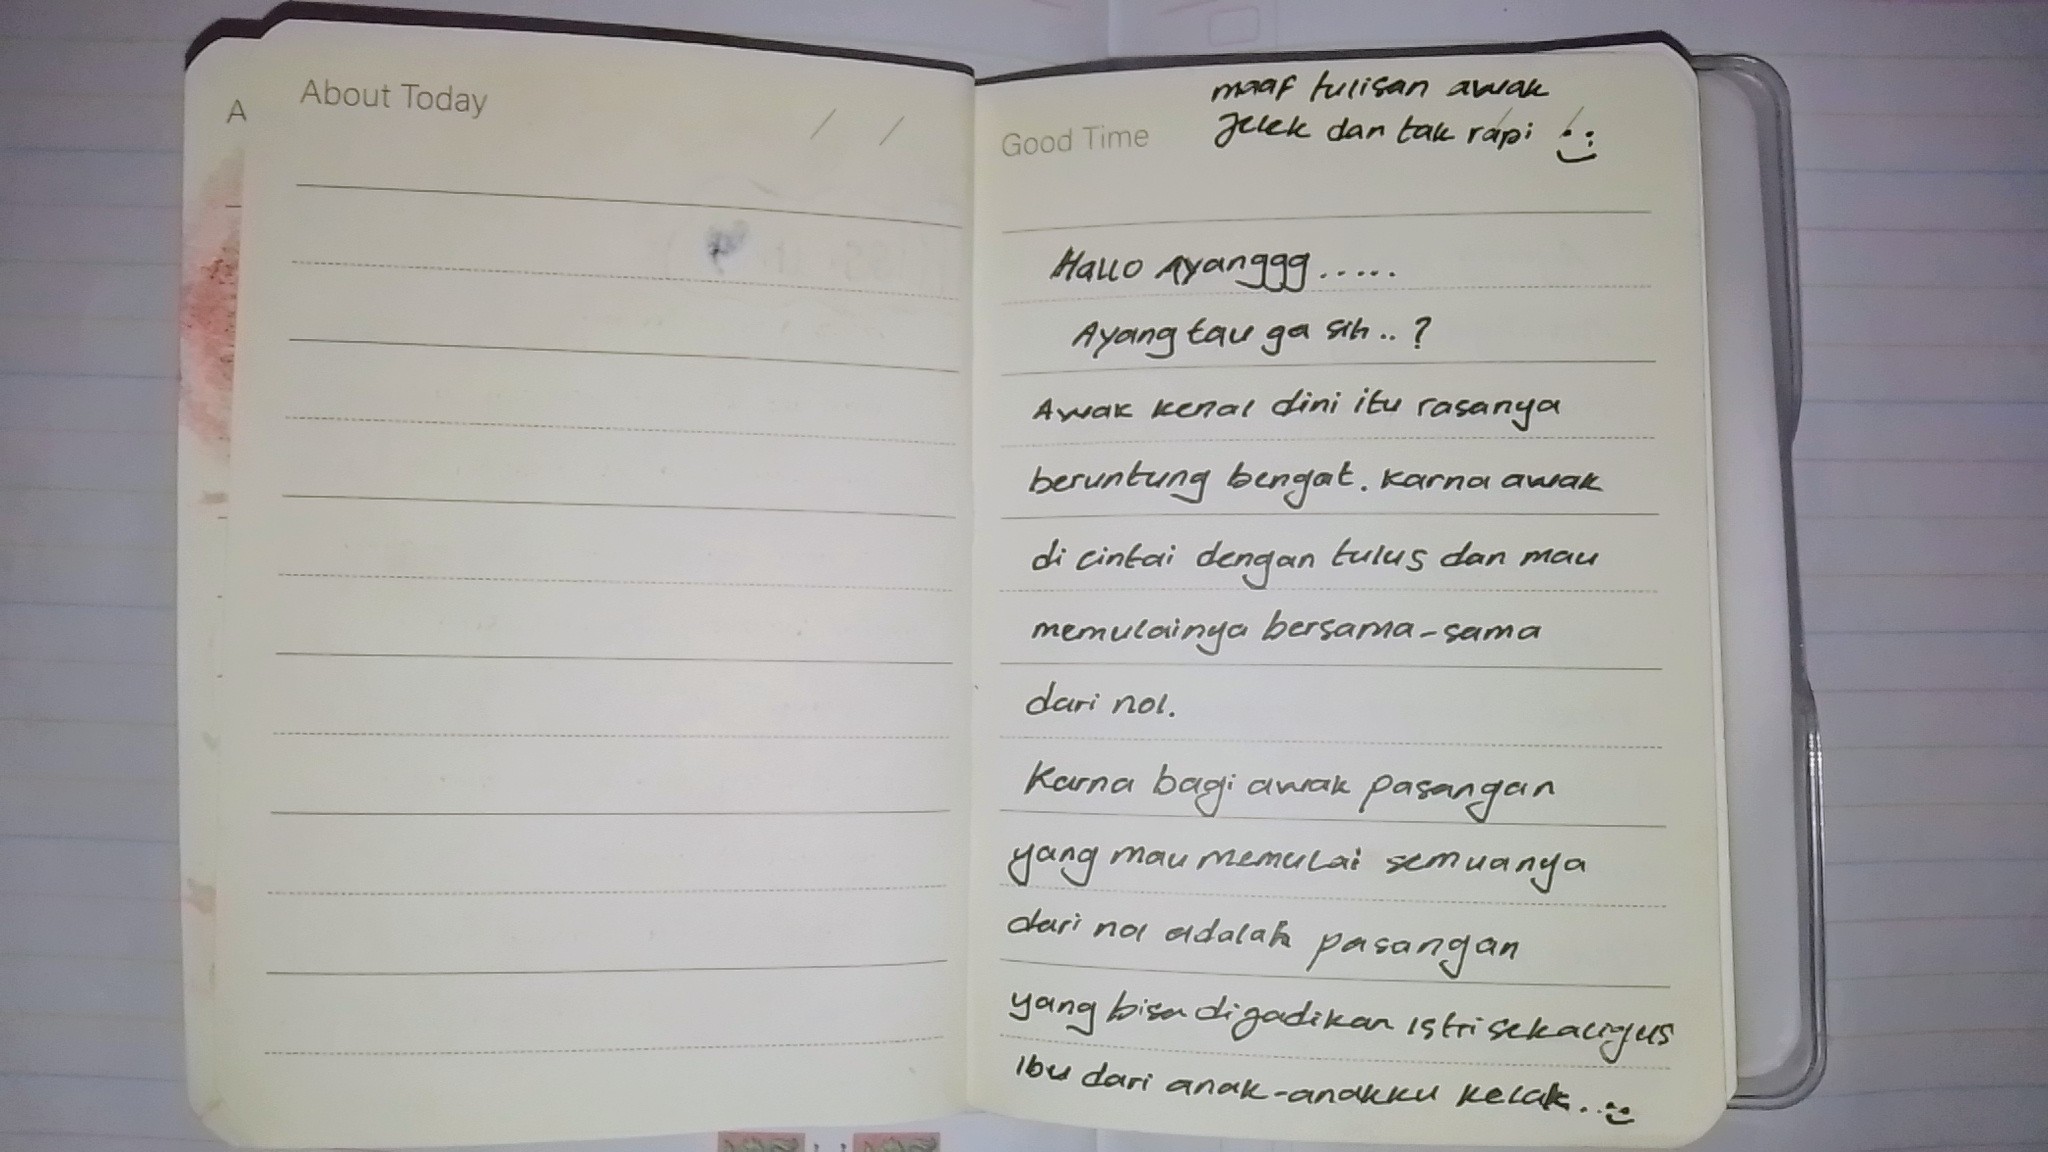 A
About Today
/ /
maaf tulisan awak
jelek dan tak rapi
Good Time
Hallo Ayanggg.....
Ayang tau ga sih..?
Awak kenal dini itu rasanya
beruntung bengat. karna awak
di cintai dengan tulus dan mau
memulainya bersama-sama
dari nol.
Karna bagi awak pasangan
yang mau memulai semuanya
dari nol adalah pasangan
yang bisa dijadikan istri sekaligus
ibu dari anak-anakku kelak..